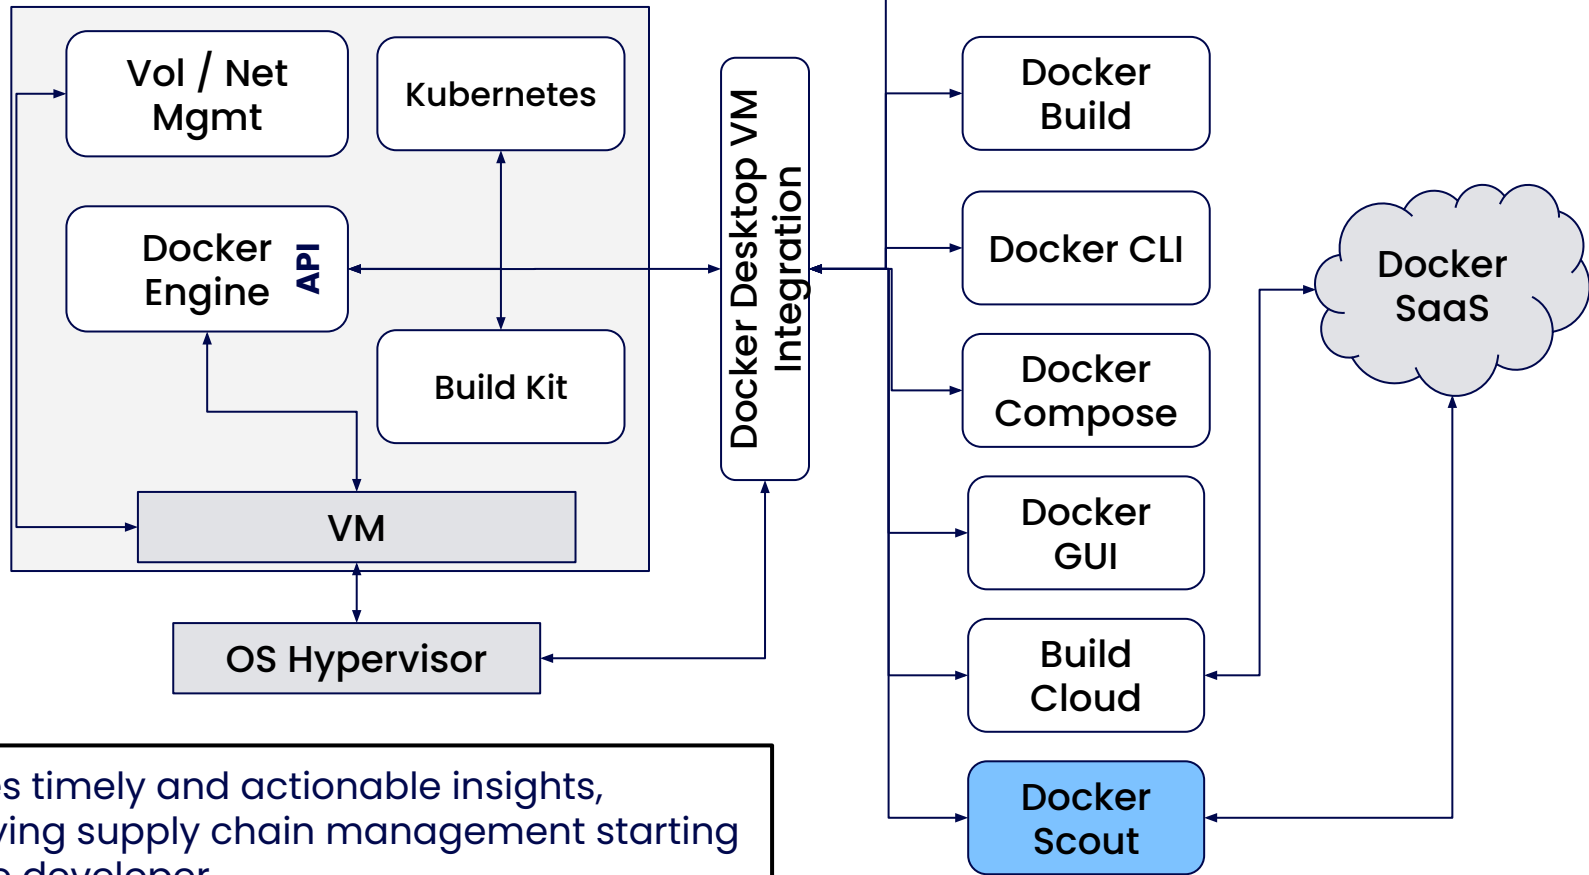 Vol / Net
Mgmt
Kubernetes
Docker
Engine
API
Build Kit
VM
OS Hypervisor
Docker Desktop VM
Integration
Docker
Build
Docker CLI
Docker
Compose
Docker
GUI
Build
Cloud
Docker
Scout
Docker
SaaS
timely and actionable insights,
supply chain management starting
developer